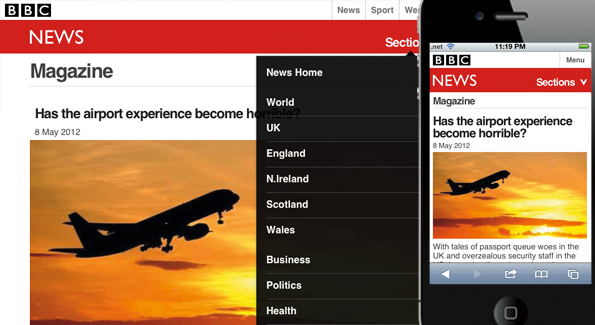 BBC
News Sport
NEWS
Magazine
Has the airport experience become horrible?
8 May 2012
News Home
World
UK
England
N.Ireland
Scotland
Wales
Business
Politics
Health
.net 11:19 PM
BBC Menu
NEWS Sections
Magazine
Has the airport experience
become horrible?
8 May 2012
With tales of passport queue woes in the
UK and overzealous security staff in the